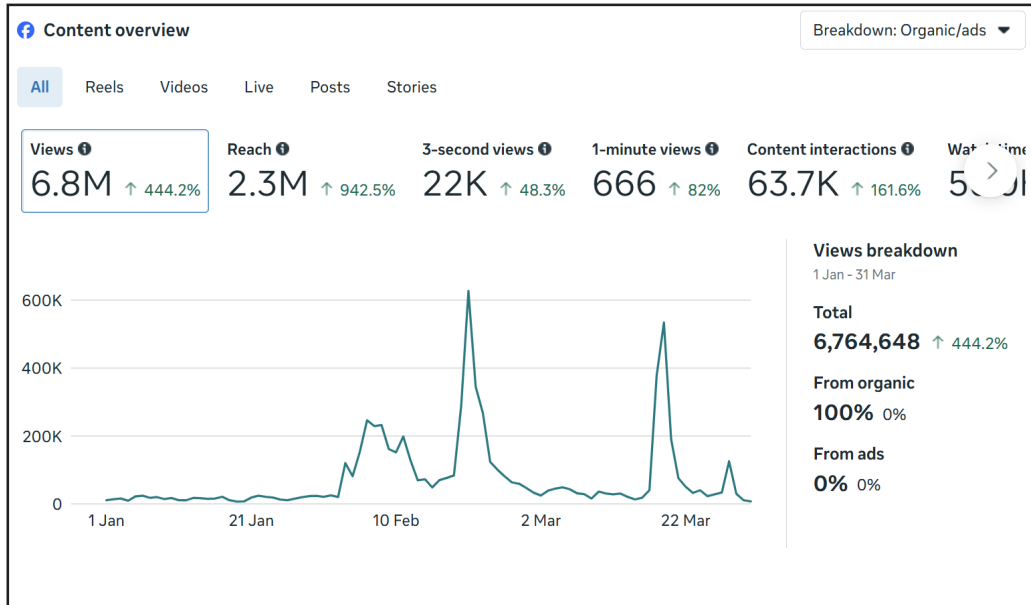 Content overview
Breakdown: Organic/ads
All Reels Videos Live Posts Stories
Views Reach 3-second views 1-minute views Content interactions
6.8M ↑ 444.2% 2.3M ↑ 942.5% 22K ↑ 48.3% 666 ↑ 82% 63.7K ↑ 161.6%
Views breakdown
1 Jan - 31 Mar
Total
6,764,648 ↑ 444.2%
From organic
100% 0%
From ads
0% 0%
600K
400K
200K
0
1 Jan 21 Jan 10 Feb 2 Mar 22 Mar